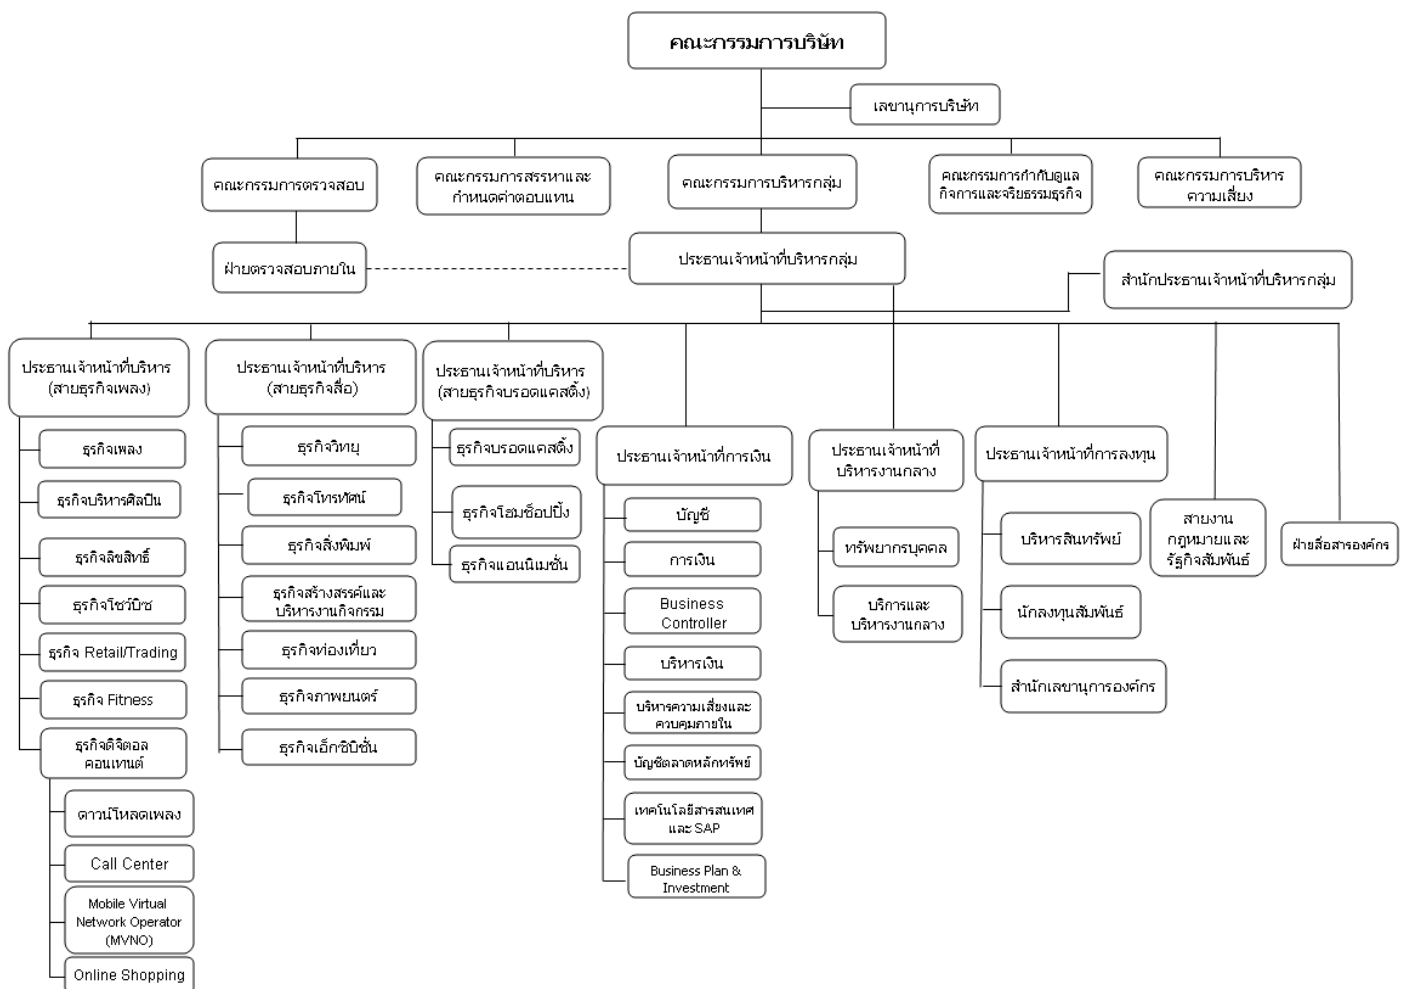 คณะกรรมการบริษัท
เลขานุการบริษัท
คณะกรรมการตรวจสอบ
คณะกรรมการสรรหาและ
กำหนดค่าตอบแทน
คณะกรรมการบริหารกลุ่ม
คณะกรรมการกำกับดูแล
กิจการและจริยธรรมธุรกิจ
คณะกรรมการบริหาร
ความเสี่ยง
ฝ่ายตรวจสอบภายใน
ประธานเจ้าหน้าที่บริหารกลุ่ม
สำนักประธานเจ้าหน้าที่บริหารกลุ่ม
ประธานเจ้าหน้าที่บริหาร
(สายธุรกิจเพลง)
ธุรกิจเพลง
ธุรกิจบริหารศิลปิน
ธุรกิจลิขสิทธิ์
ธุรกิจโชว์บิซ
ธุรกิจ Retail/Trading
ธุรกิจ Fitness
ธุรกิจดิจิตอล
คอนเทนต์
ดาวน์โหลดเพลง
Call Center
Mobile Virtual
Network Operator
(MVNO)
Online Shopping
ประธานเจ้าหน้าที่บริหาร
(สายธุรกิจสื่อ)
ธุรกิจวิทยุ
ธุรกิจโทรทัศน์
ธุรกิจสิ่งพิมพ์
ธุรกิจสร้างสรรค์และ
บริหารงานกิจกรรม
ธุรกิจท่องเที่ยว
ธุรกิจภาพยนตร์
ธุรกิจเอ็กซิบิชั่น
ประธานเจ้าหน้าที่บริหาร
(สายธุรกิจบรอดแคสติ้ง)
ธุรกิจบรอดแคสติ้ง
ธุรกิจโฮมช็อปปิ้ง
ธุรกิจแอนนิเมชั่น
ประธานเจ้าหน้าที่การเงิน
บัญชี
การเงิน
Business
Controller
บริหารเงิน
บริหารความเสี่ยงและ
ควบคุมภายใน
บัญชีตลาดหลักทรัพย์
เทคโนโลยีสารสนเทศ
และ SAP
Business Plan &
Investment
ประธานเจ้าหน้าที่
บริหารงานกลาง
ทรัพยากรบุคคล
บริการและ
บริหารงานกลาง
ประธานเจ้าหน้าที่การลงทุน
บริหารสินทรัพย์
นักลงทุนสัมพันธ์
สำนักเลขานุการองค์กร
สายงาน
กฎหมายและ
รัฐกิจสัมพันธ์
ฝ่ายสื่อสารองค์กร